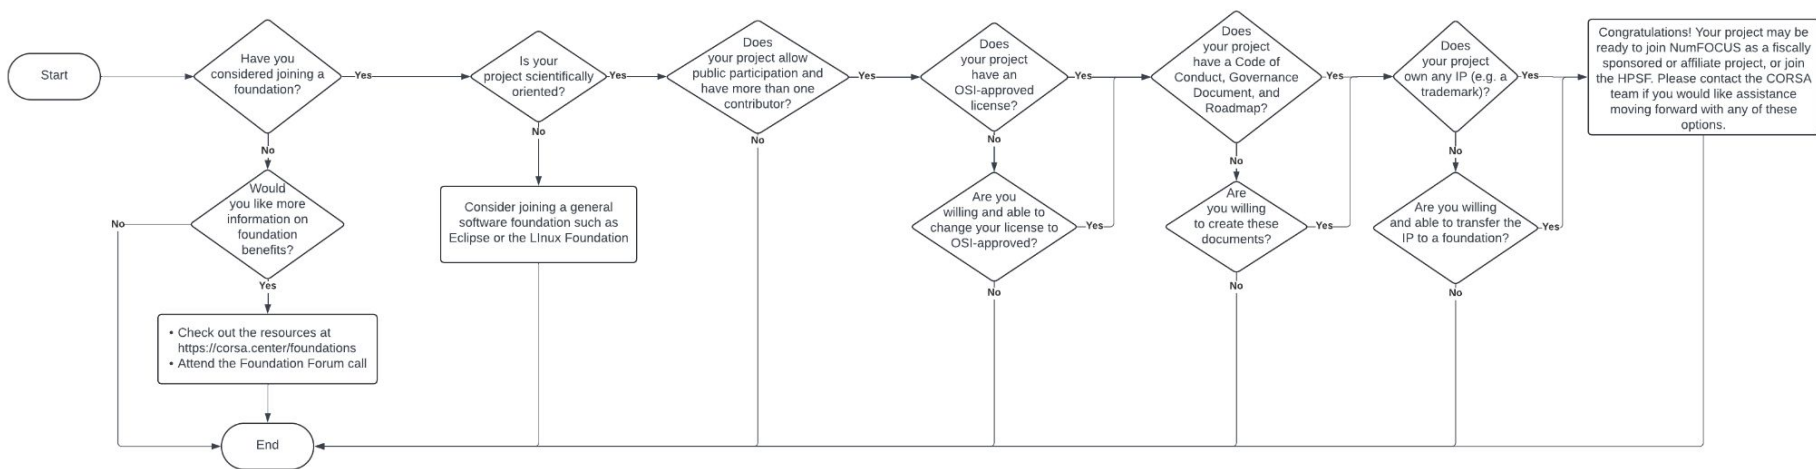 Start
Have you
considered joining a
foundation?
Yes
No
Would
you like more
information on
foundation
benefits?
No
Yes
• Check out the resources at
https://corsa.center/foundations
• Attend the Foundation Forum call
End
Is your
project scientifically
oriented?
Yes
No
Consider joining a general
software foundation such as
Eclipse or the LInux Foundation
Does
your project allow
public participation and
have more than one
contributor?
Yes
No
Does
your project
have an
OSI-approved
license?
Yes
No
Are you
willing and able to
change your license to
OSI-approved?
Yes
No
Does
your project
have a Code of
Conduct, Governance
Document, and
Roadmap?
Yes
No
Are
you willing
to create these
documents?
Yes
No
Does
your project
own any IP (e.g. a
trademark)?
Yes
No
Are you willing
and able to transfer the
IP to a foundation?
Yes
No
Congratulations! Your project may be
ready to join NumFOCUS as a fiscally
sponsored or affiliate project, or join
the HPSF. Please contact the CORSA
team if you would like assistance
moving forward with any of these
options.